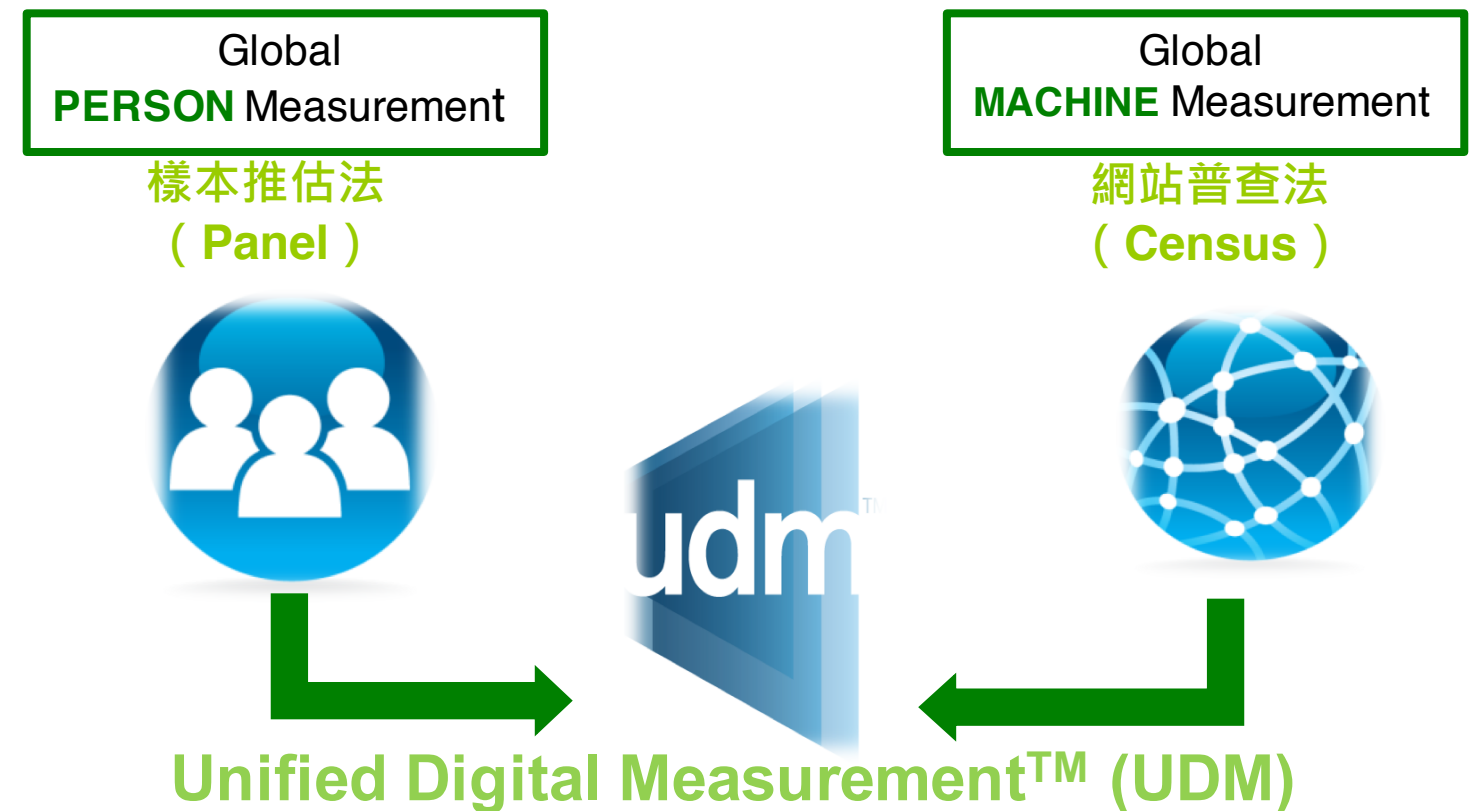 Global
PERSON Measurement
樣本推估法
（Panel）
Global
MACHINE Measurement
網站普查法
（Census）
udm™
Unified Digital Measurement™ (UDM)